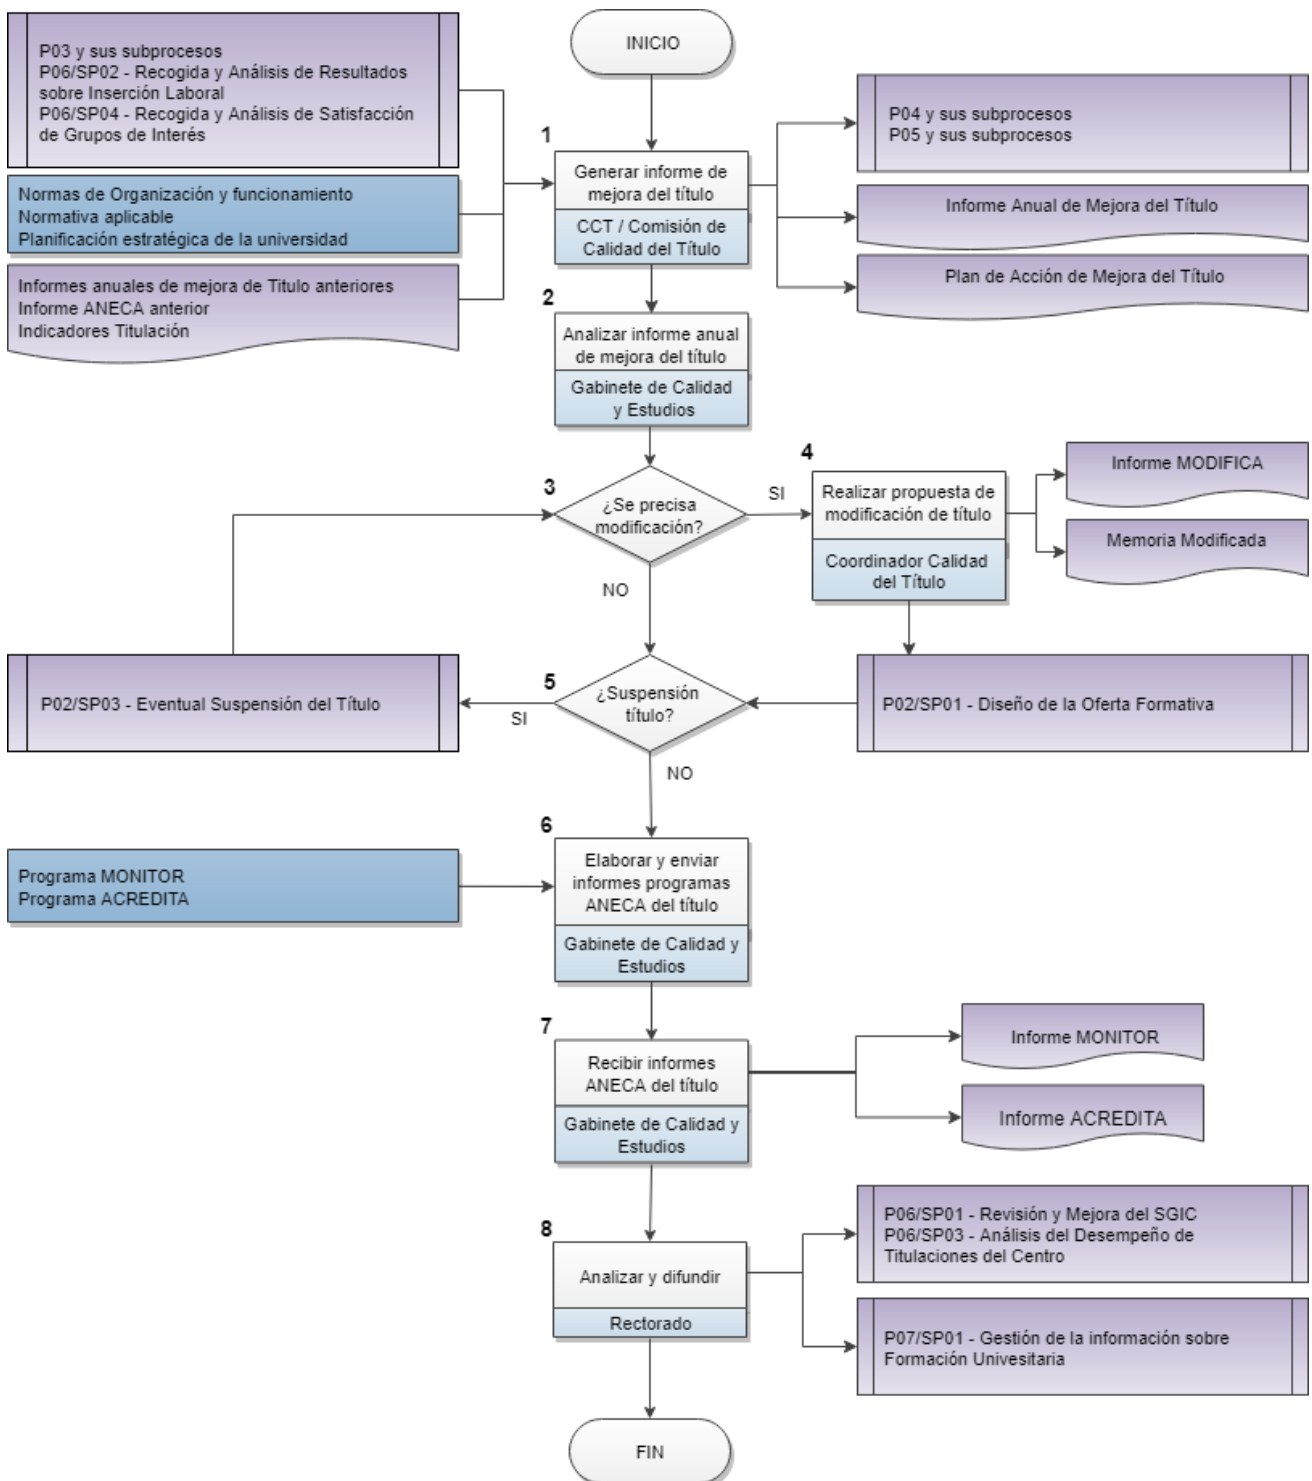 INICIO
P03 y sus subprocesos
P06/SP02 - Recogida y Análisis de Resultados
sobre Inserción Laboral
P06/SP04 - Recogida y Análisis de Satisfacción
de Grupos de Interés
Normas de Organización y funcionamiento
Normativa aplicable
Planificación estratégica de la universidad
Informes anuales de mejora de Titulo anteriores
Informe ANECA anterior
Indicadores Titulación
1
Generar informe de
mejora del título
CCT / Comisión de
Calidad del Título
P04 y sus subprocesos
P05 y sus subprocesos
Informe Anual de Mejora del Título
Plan de Acción de Mejora del Título
2
Analizar informe anual
de mejora del título
Gabinete de Calidad
y Estudios
3
¿Se precisa
modificación?
SI
NO
4
Realizar propuesta de
modificación de título
Coordinador Calidad
del Título
Informe MODIFICA
Memoria Modificada
P02/SP03 - Eventual Suspensión del Título
5
¿Suspensión
título?
SI
NO
P02/SP01 - Diseño de la Oferta Formativa
Programa MONITOR
Programa ACREDITA
6
Elaborar y enviar
informes programas
ANECA del título
Gabinete de Calidad y
Estudios
7
Recibir informes
ANECA del título
Gabinete de Calidad y
Estudios
Informe MONITOR
Informe ACREDITA
8
Analizar y difundir
Rectorado
P06/SP01 - Revisión y Mejora del SGIC
P06/SP03 - Análisis del Desempeño de
Titulaciones del Centro
P07/SP01 - Gestión de la información sobre
Formación Univesitaria
FIN